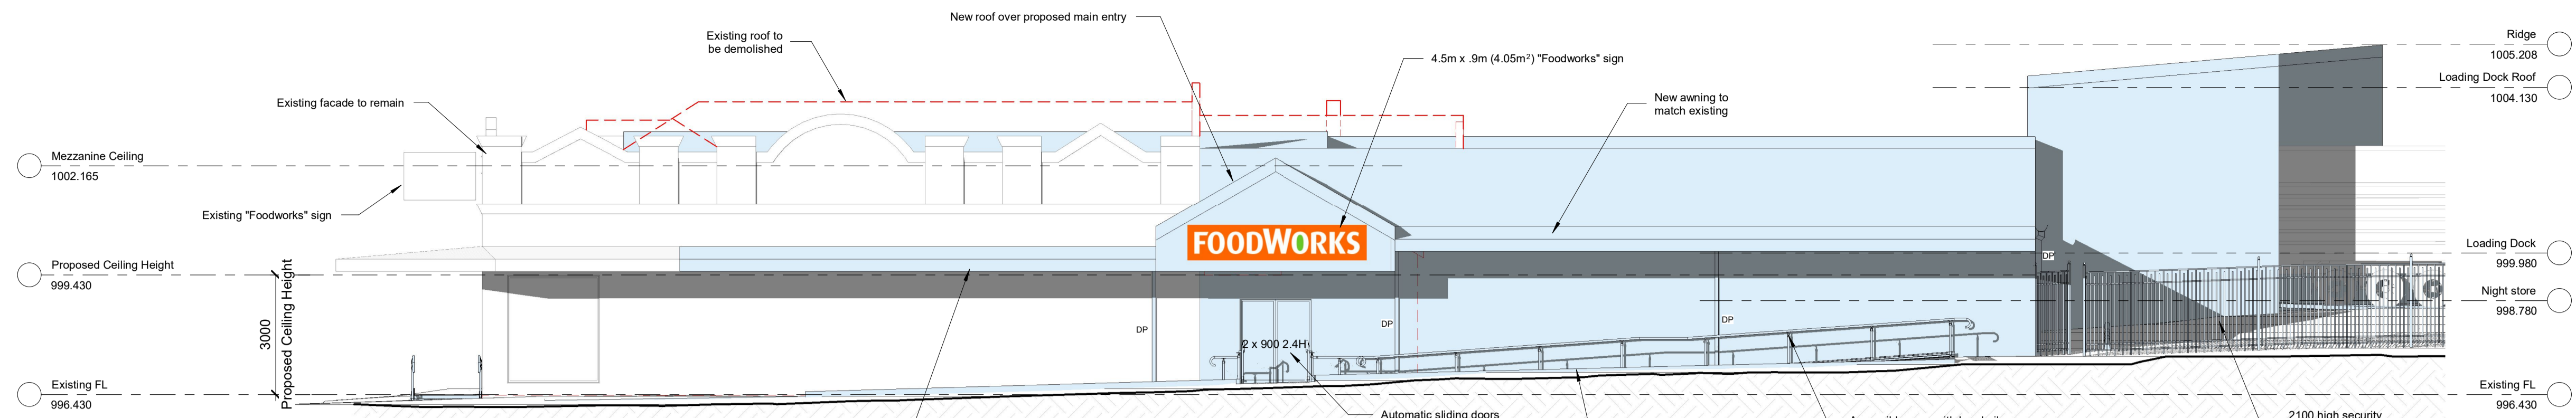 New roof over proposed main entry
Existing roof to
be demolished
4.5m x .9m (4.05m²) "Foodworks" sign
Ridge
1005.208
Existing facade to remain
New awning to
match existing
Loading Dock Roof
1004.130
Mezzanine Ceiling
1002.165
Existing "Foodworks" sign
FOODWORKS
Loading Dock
999.980
DP
Proposed Ceiling Height
999.430
Night store
998.780
3000
Proposed Ceiling Height
DP
DP
DP
2 x 900 2.4H
Existing FL
996.430
Existing FL
996.430
Automatic sliding doors
2100 high security